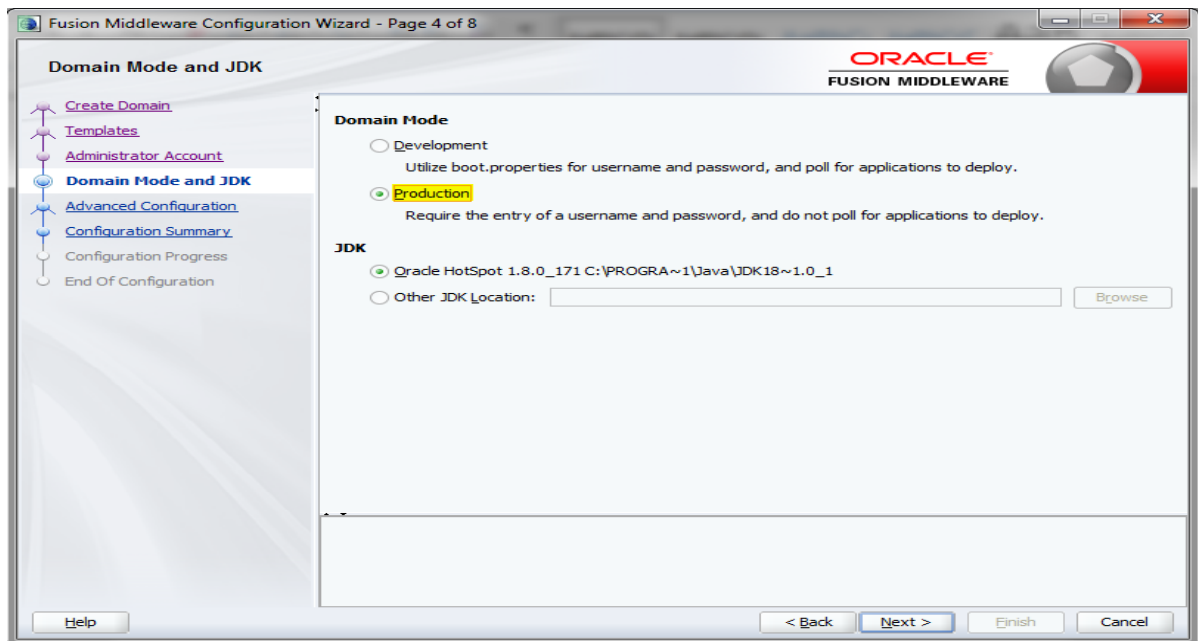 Fusion Middleware Configuration Wizard - Page 4 of 8
Domain Mode and JDK
ORACLE
FUSION MIDDLEWARE
Create Domain
Templates
Administrator Account
Domain Mode and JDK
Advanced Configuration
Configuration Summary
Configuration Progress
End Of Configuration
Domain Mode
Development
Utilize boot.properties for username and password, and poll for applications to deploy.
Production
Require the entry of a username and password, and do not poll for applications to deploy.
JDK
Oracle HotSpot 1.8.0_171 C:\PROGRA~1\Java\JDK18~1.0_1
Other JDK Location:
Browse
Help
< Back
Next >
Finish
Cancel